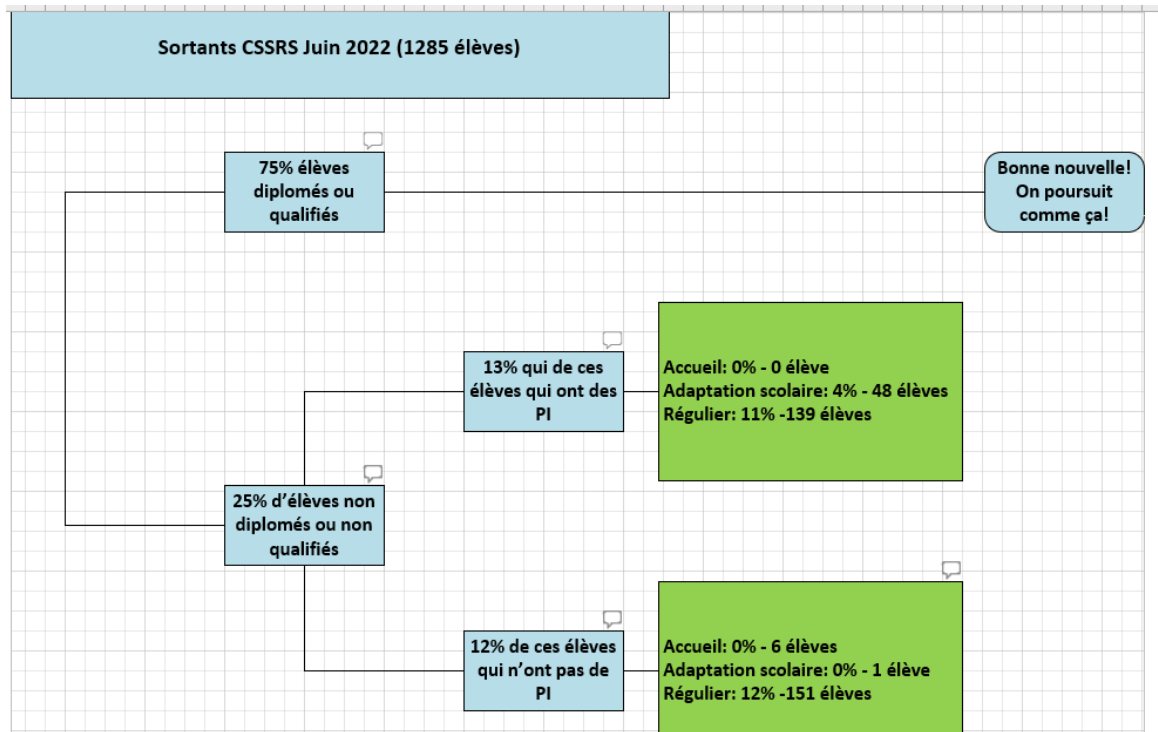 Sortants CSSRS Juin 2022 (1285 élèves)
75% élèves
diplomés ou
qualifiés
Bonne nouvelle!
On poursuit
comme ça!
13% qui de ces
élèves qui ont des
PI
Accueil: 0% - 0 élève
Adaptation scolaire: 4% - 48 élèves
Régulier: 11% -139 élèves
25% d’élèves non
diplomés ou non
qualifiés
12% de ces élèves
qui n’ont pas de
PI
Accueil: 0% - 6 élèves
Adaptation scolaire: 0% - 1 élève
Régulier: 12% -151 élèves